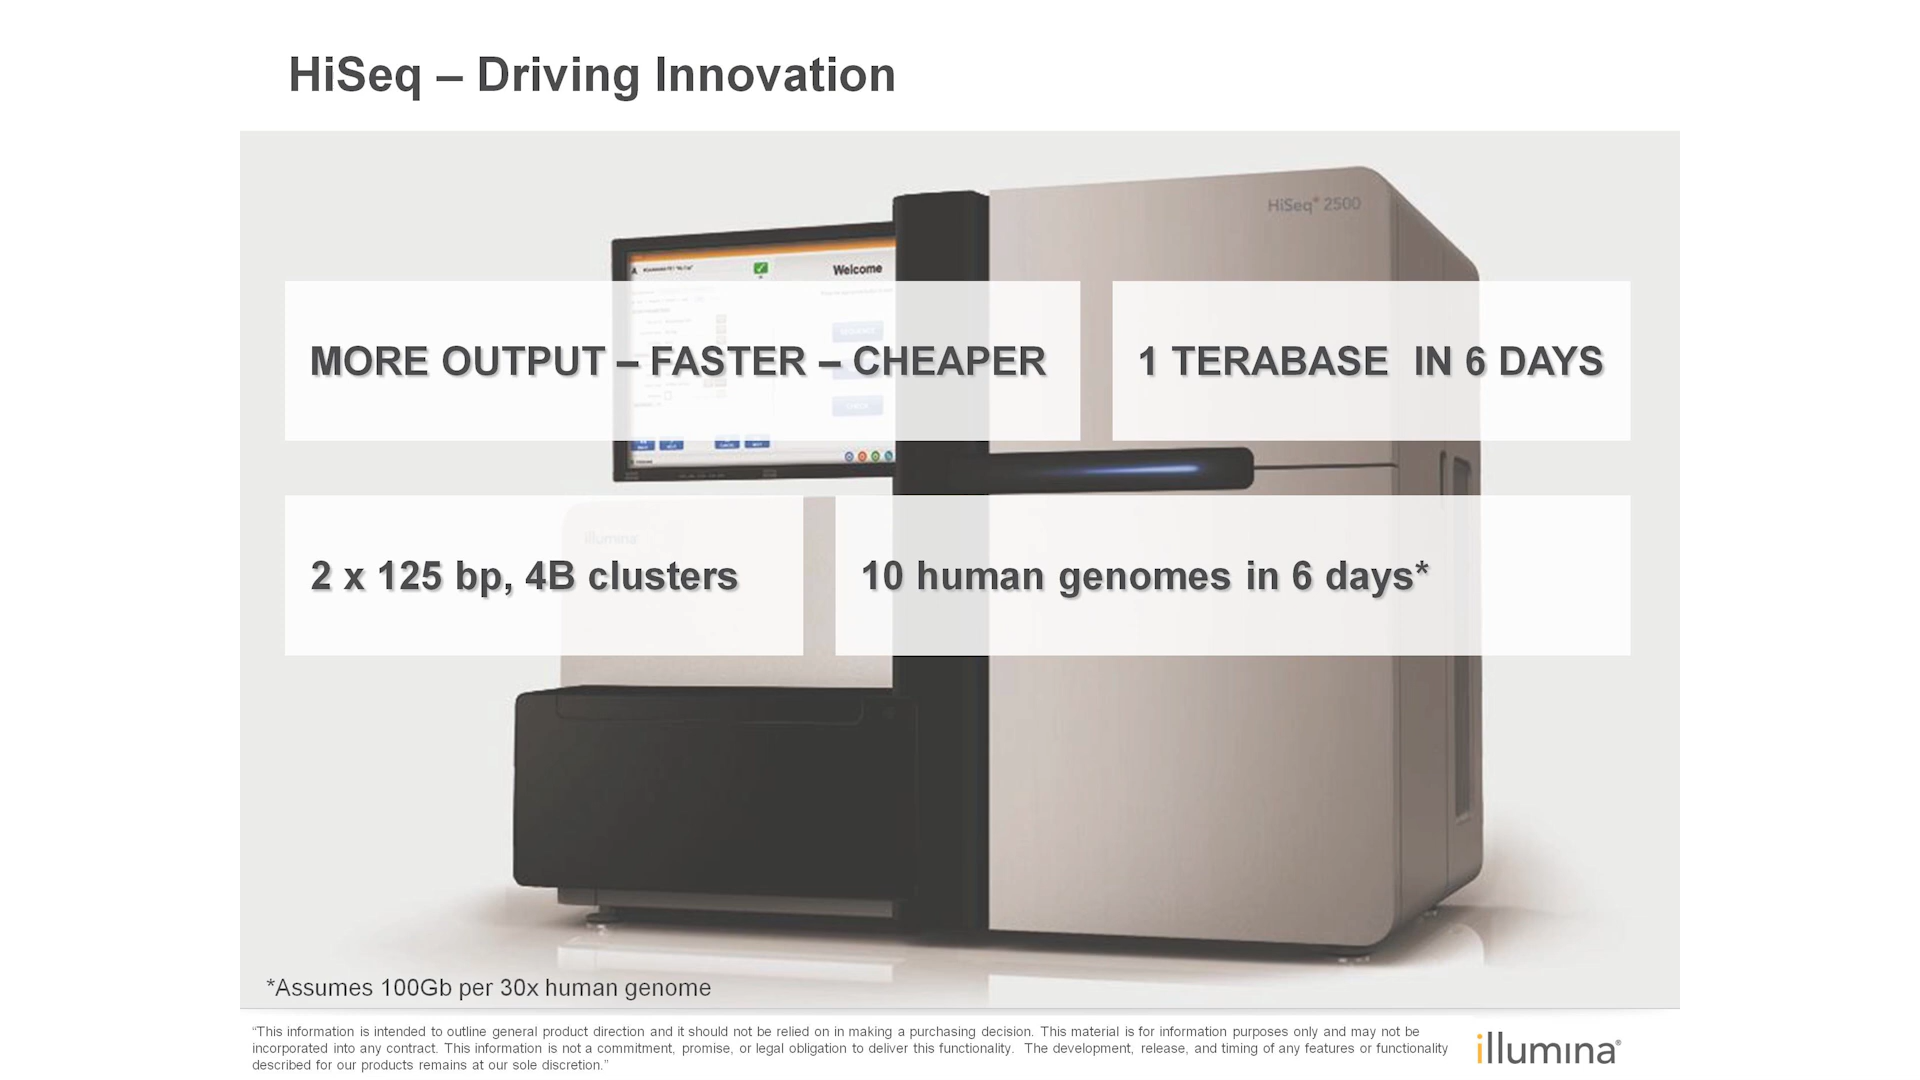 HiSeq – Driving Innovation
HiSeq® 2500
Welcome
MORE OUTPUT – FASTER – CHEAPER
1 TERABASE IN 6 DAYS
illumina
2 x 125 bp, 4B clusters
10 human genomes in 6 days*
*Assumes 100Gb per 30x human genome
“This information is intended to outline general product direction and it should not be relied on in making a purchasing decision. This material is for information purposes only and may not be
incorporated into any contract. This information is not a commitment, promise, or legal obligation to deliver this functionality. The development, release, and timing of any features or functionality
described for our products remains at our sole discretion.”
illumina®